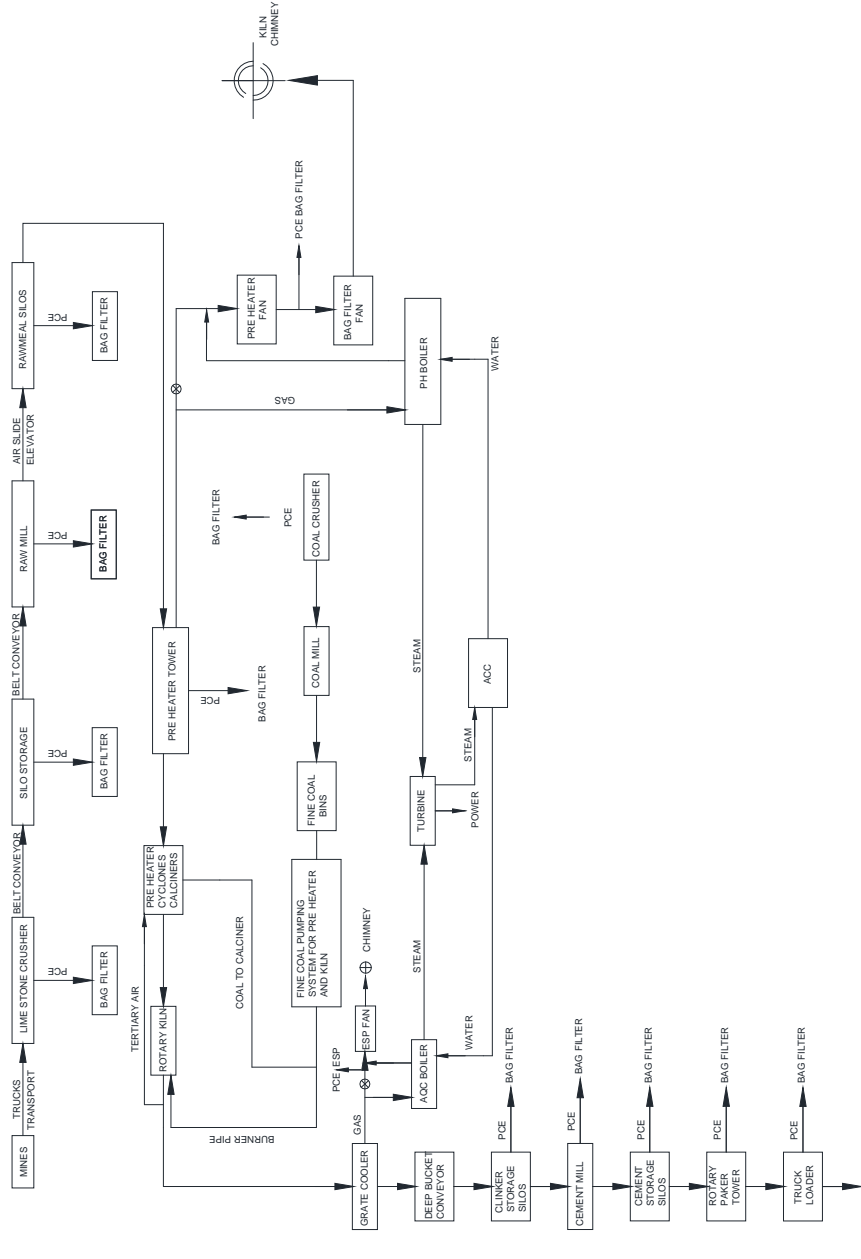 MINES
TRUCKS
TRANSPORT
LIME STONE CRUSHER
PCE
BAG FILTER
BELT CONVEYOR
SILO STORAGE
PCE
BAG FILTER
BELT CONVEYOR
RAW MILL
PCE
BAG FILTER
AIR SLIDE
ELEVATOR
RAWMEAL SILOS
PCE
BAG FILTER
KILN
CHIMNEY
TERTIARY AIR
ROTARY KILN
PRE HEATER
CYCLONES
CALCINERS
PRE HEATER TOWER
PCE
BAG FILTER
PRE HEATER
FAN
PCE BAG FILTER
BAG FILTER
FAN
BURNER PIPE
COAL TO CALCINER
FINE COAL PUMPING
SYSTEM FOR PRE HEATER
AND KILN
FINE COAL
BINS
COAL MILL
COAL CRUSHER
PCE
BAG FILTER
GAS
PH BOILER
WATER
GRATE COOLER
GAS
PCE
ESP
ESP FAN
CHIMNEY
AQC BOILER
STEAM
TURBINE
STEAM
POWER
STEAM
ACC
WATER
DEEP BUCKET
CONVEYOR
CLINKER
STORAGE
SILOS
PCE
BAG FILTER
CEMENT MILL
PCE
BAG FILTER
CEMENT
STORAGE
SILOS
PCE
BAG FILTER
ROTARY
PAKER
TOWER
PCE
BAG FILTER
TRUCK
LOADER
PCE
BAG FILTER